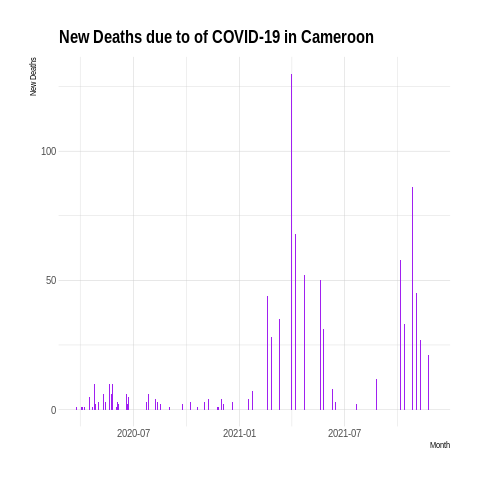 New Deaths due to of COVID-19 in Cameroon
New Deaths
100
50
0
2020-07
2021-01
2021-07
Month